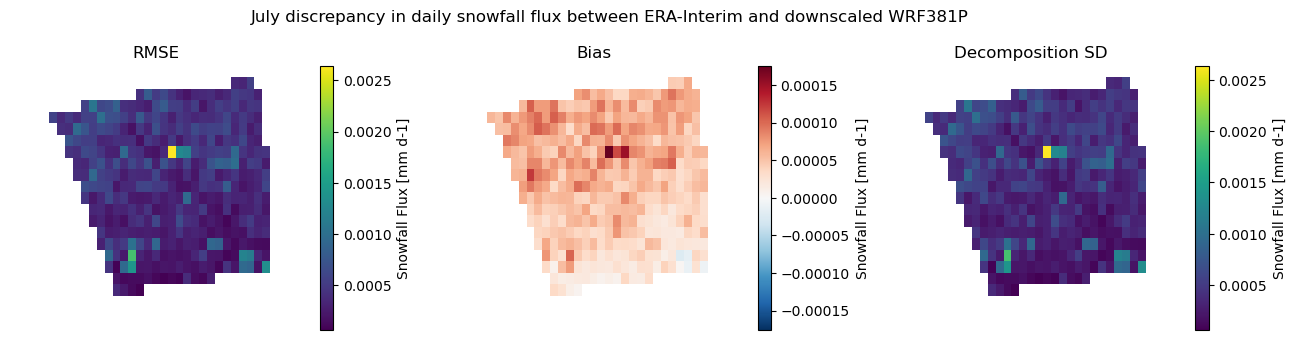 July discrepancy in daily snowfall flux between ERA-Interim and downscaled WRF381P
RMSE
0.0025
0.0020
0.0015
0.0010
0.0005
Snowfall Flux [mm d-1]
Bias
0.00015
0.00010
0.00005
0.00000
−0.00005
−0.00010
−0.00015
Snowfall Flux [mm d-1]
Decomposition SD
0.0025
0.0020
0.0015
0.0010
0.0005
Snowfall Flux [mm d-1]